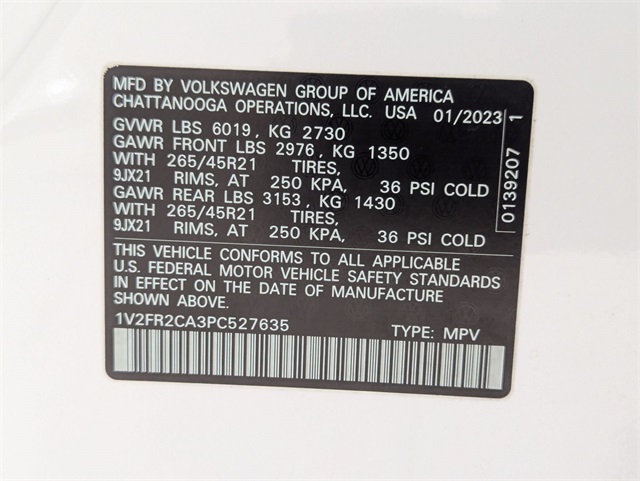 MFD BY VOLKSWAGEN GROUP OF AMERICA
CHATTANOOGA OPERATIONS, LLC. USA 01/2023
GVWR LBS 6019, KG 2730
GAWR FRONT LBS 2976, KG 1350
WITH 265/45R21 TIRES,
9JX21 RIMS, AT 250 KPA, 36 PSI COLD
GAWR REAR LBS 3153, KG 1430
WITH 265/45R21 TIRES,
9JX21 RIMS, AT 250 KPA, 36 PSI COLD
THIS VEHICLE CONFORMS TO ALL APPLICABLE
U.S. FEDERAL MOTOR VEHICLE SAFETY STANDARDS
IN EFFECT ON THE DATE OF MANUFACTURE
SHOWN ABOVE.
1V2FR2CA3PC527635 TYPE: MPV
0139207 1